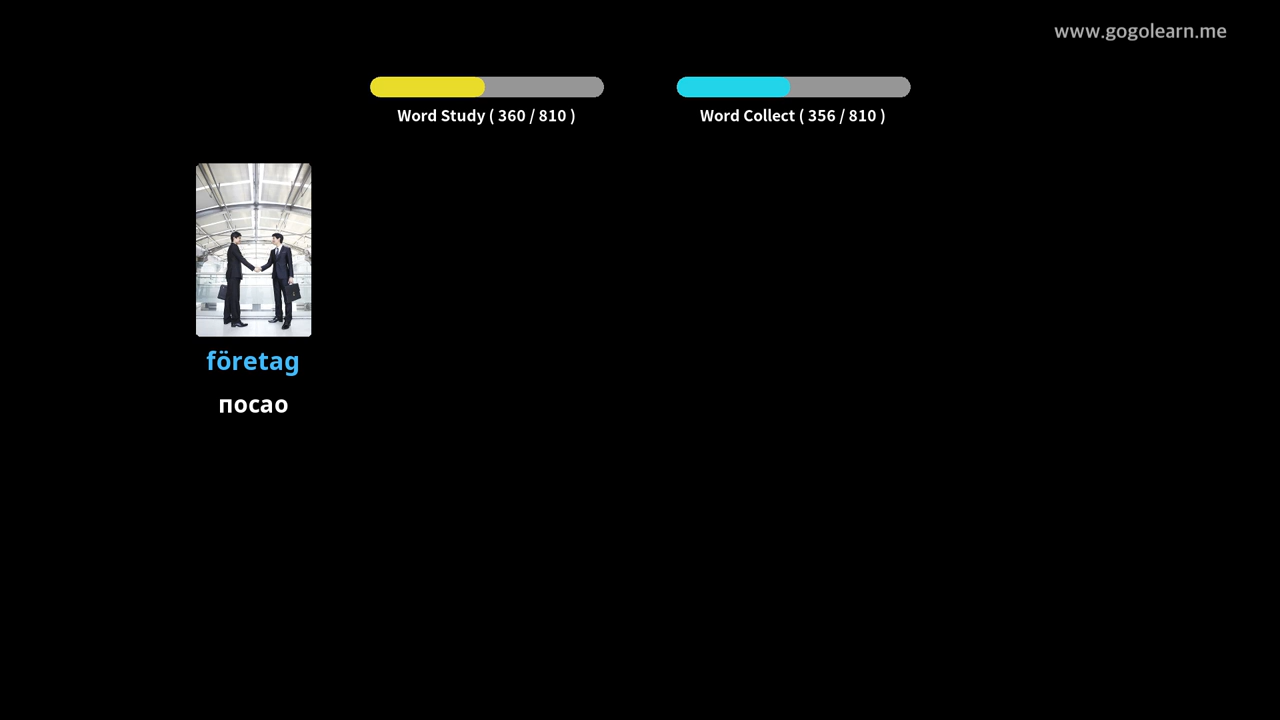 www.gogolearn.me
Word Study ( 360 / 810 )
Word Collect ( 356 / 810 )
företag
посао